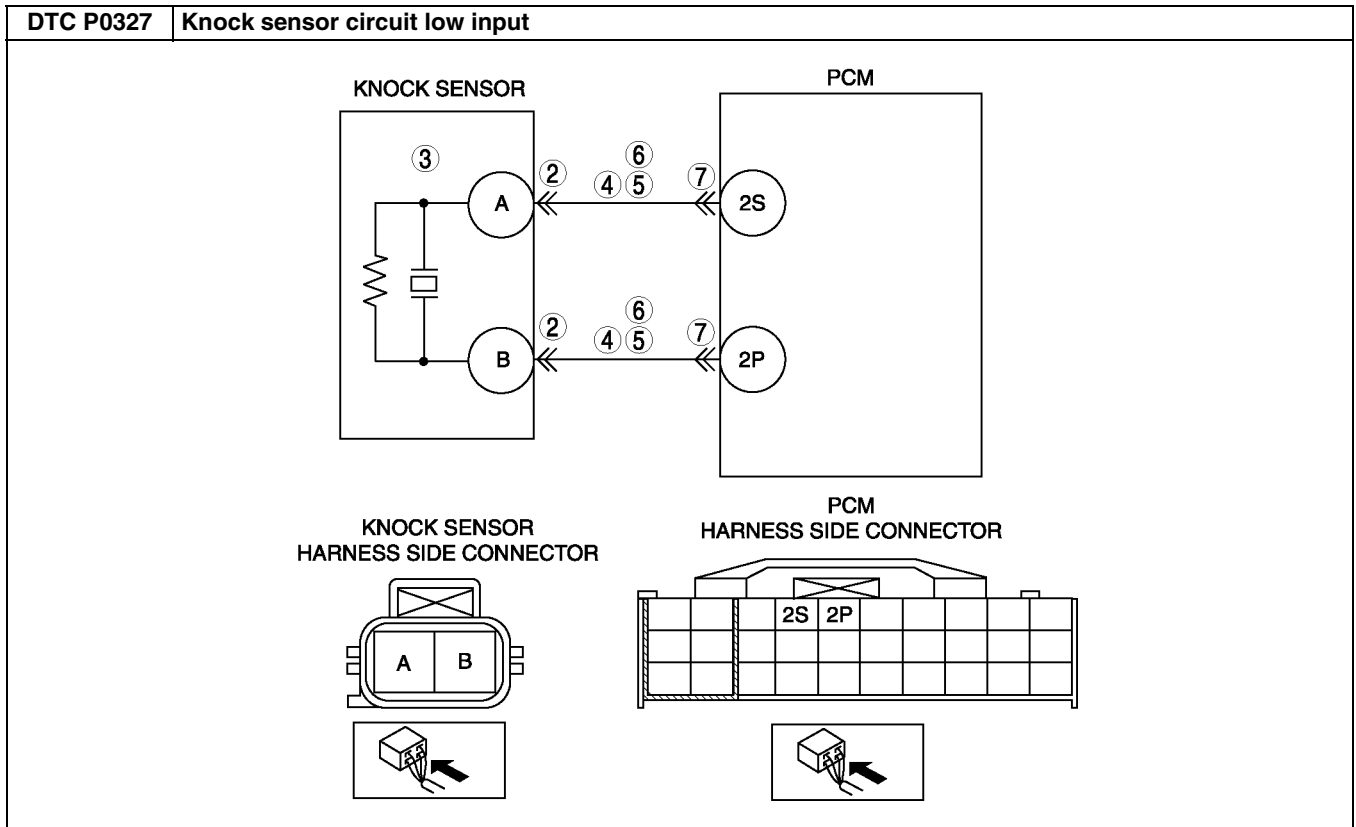 DTC P0327 Knock sensor circuit low input
KNOCK SENSOR
PCM
③
②
⑥
④ ⑤
⑦
A
2S
②
⑥
④ ⑤
⑦
B
2P
KNOCK SENSOR
HARNESS SIDE CONNECTOR
PCM
HARNESS SIDE CONNECTOR
A B
2S 2P